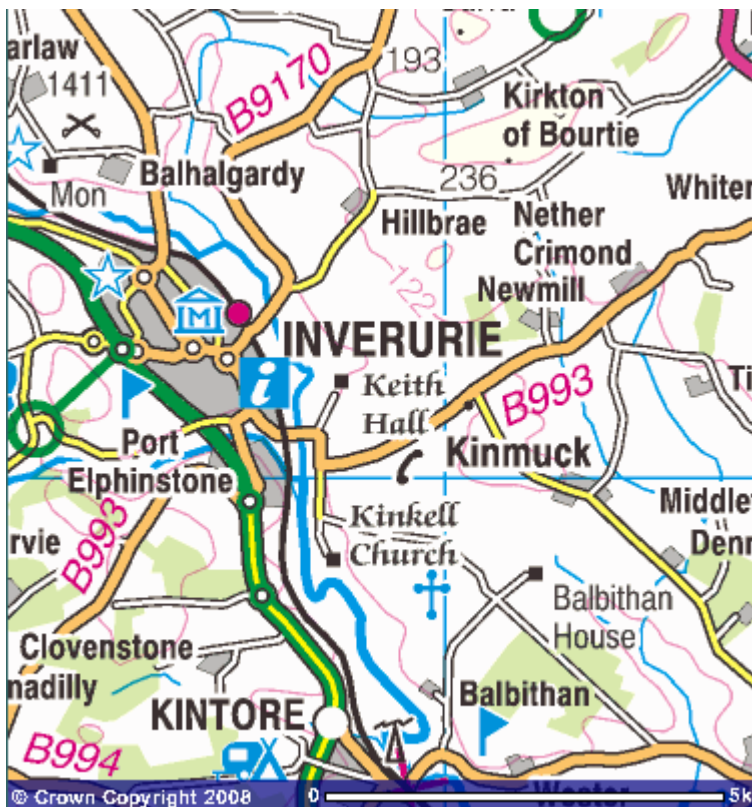 arlaw
193
1411
B9170
Kirkton
of Bourtie
Balhalgardy
236
Mon
Hillbrae
Nether
Crimond
Whiter
122
Newmill
M
INVERURIE
i
Keith
Hall
B993
Port
Elphinstone
Kinmuck
Middle
Kinkell
Church
B993
rvie
Balbithan
House
Clovenstone
nadilly
Balbithan
KINTORE
B994
© Crown Copyright 2008
0
5k